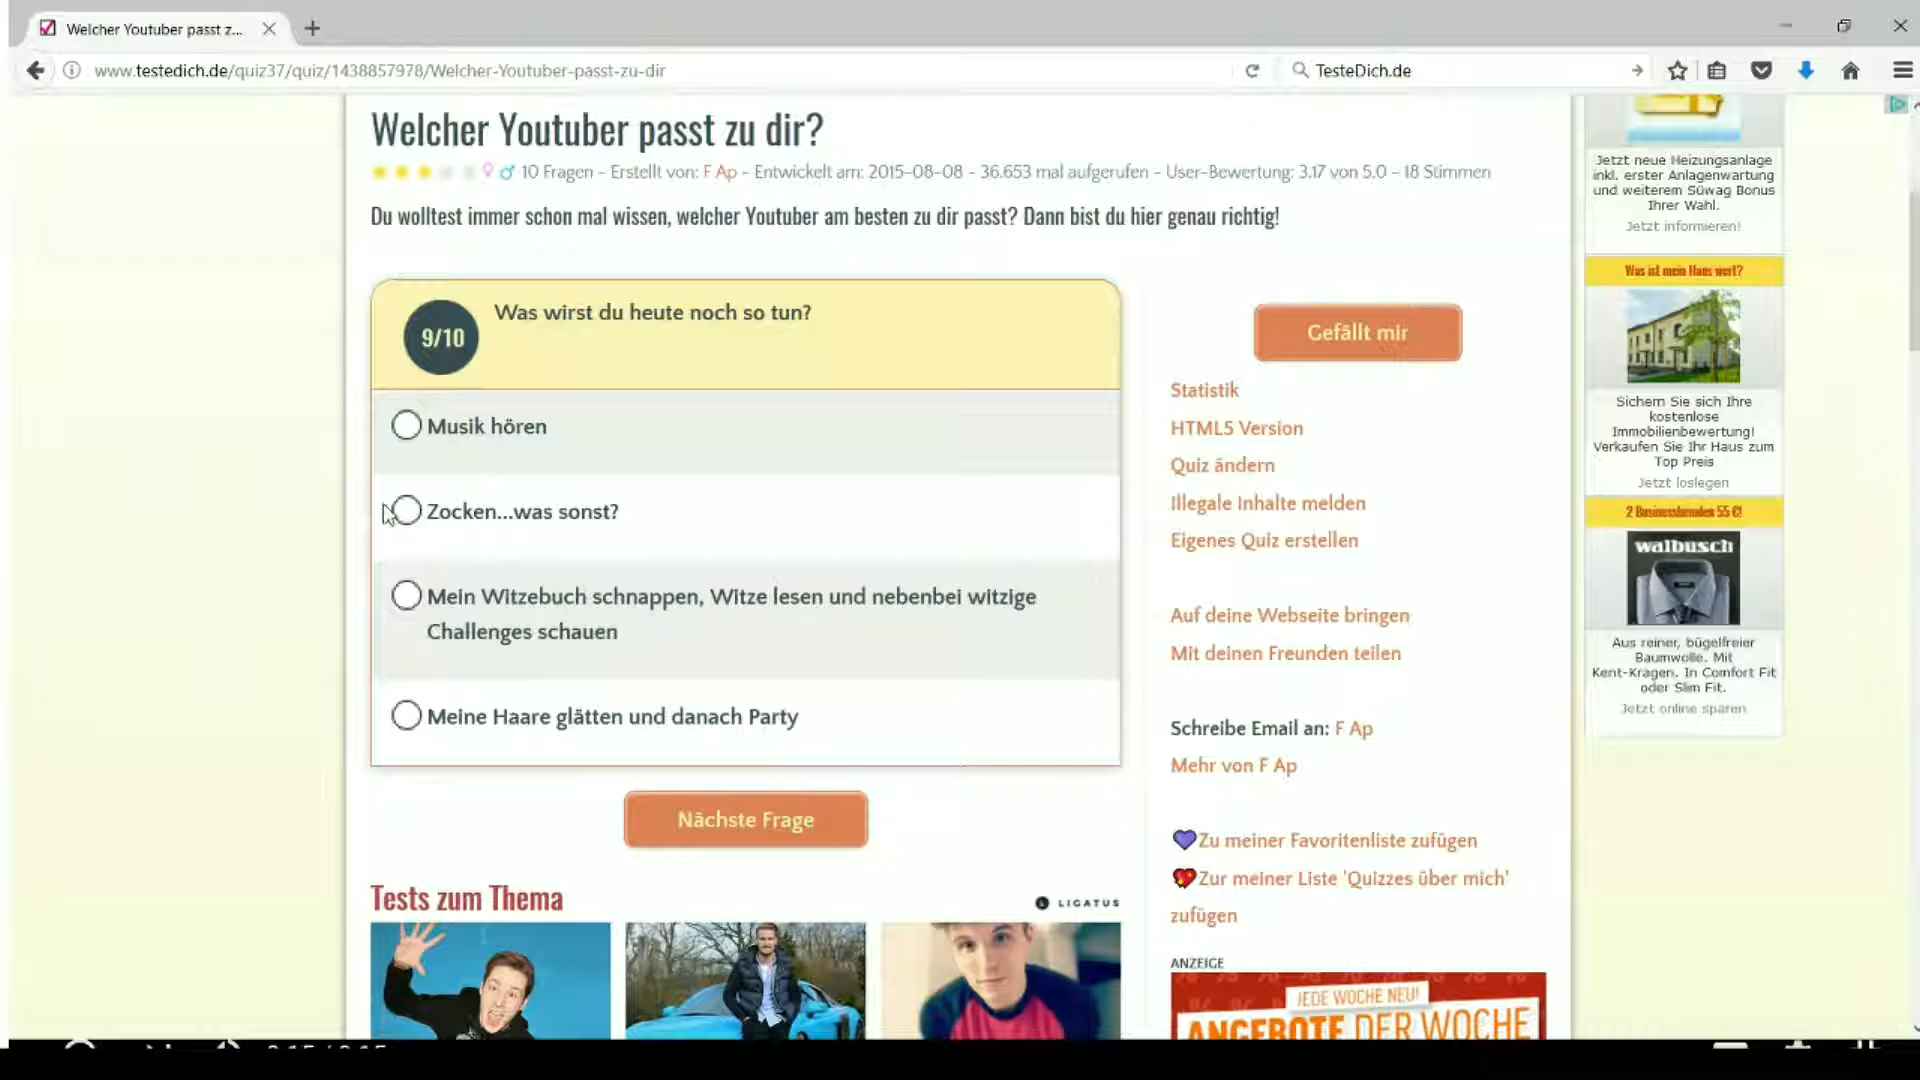 Welcher Youtuber passt z...
www.testedich.de/quiz37/quiz/1438857978/Welcher-Youtuber-passt-zu-dir
TesteDich.de
Welcher Youtuber passt zu dir?
10 Fragen - Erstellt von: F Ap - Entwickelt am: 2015-08-08 - 36.653 mal aufgerufen - User-Bewertung: 3.17 von 5.0 - 18 Stimmen
Du wolltest immer schon mal wissen, welcher Youtuber am besten zu dir passt? Dann bist du hier genau richtig!
9/10
Was wirst du heute noch so tun?
Musik hören
Zocken...was sonst?
Mein Witzebuch schnappen, Witze lesen und nebenbei witzige
Challenges schauen
Meine Haare glätten und danach Party
Nächste Frage
Tests zum Thema
LIGATUS
Gefällt mir
Statistik
HTML5 Version
Quiz ändern
Illegale Inhalte melden
Eigenes Quiz erstellen
Auf deine Webseite bringen
Mit deinen Freunden teilen
Schreibe Email an: F Ap
Mehr von F Ap
Zu meiner Favoritenliste zufügen
Zur meiner Liste 'Quizzes über mich'
zufügen
ANZEIGE
JEDE WOCHE NEU!
ANGEBOTE DER WOCHE
Jetzt neue Heizungsanlage
inkl. erster Anlagenwartung
und weiterem Süwag Bonus
Ihrer Wahl.
Jetzt informieren!
Was ist mein Haus wert?
Sichern Sie sich Ihre
kostenlose
Immobilienbewertung!
Verkaufen Sie Ihr Haus zum
Top Preis
Jetzt loslegen
2 Businesshemden 55 €!
walbusch
Aus reiner, bügelfreier
Baumwolle. Mit
Kent-Kragen. In Comfort Fit
oder Slim Fit.
Jetzt online sparen